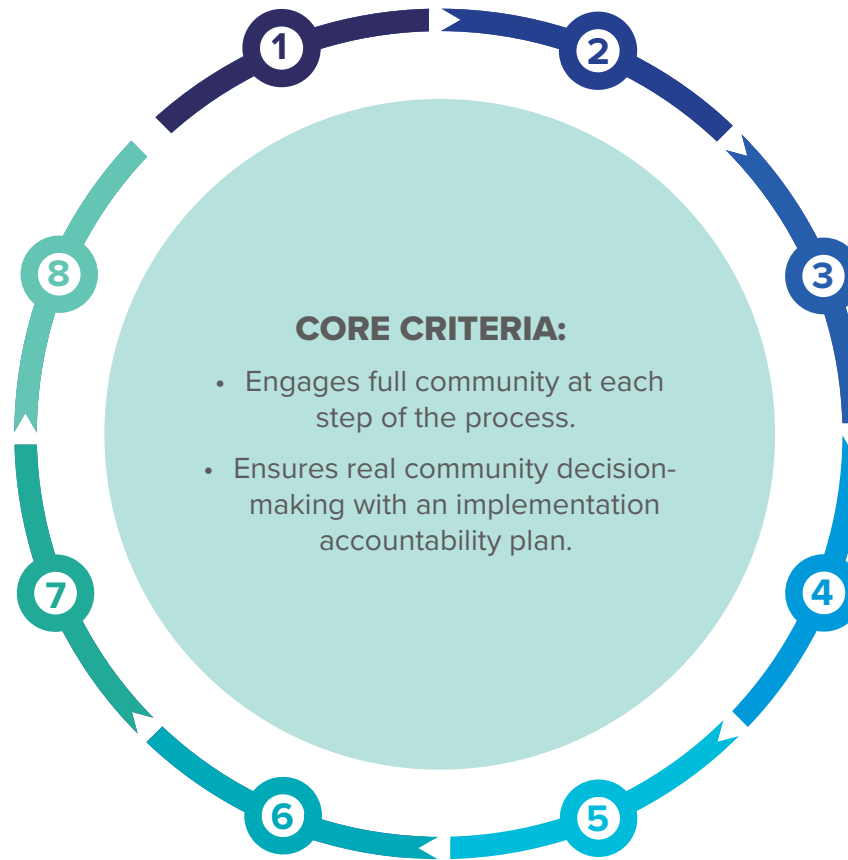 1
2
3
4
5
6
7
8
CORE CRITERIA:
• Engages full community at each
step of the process.
• Ensures real community decision-
making with an implementation
accountability plan.